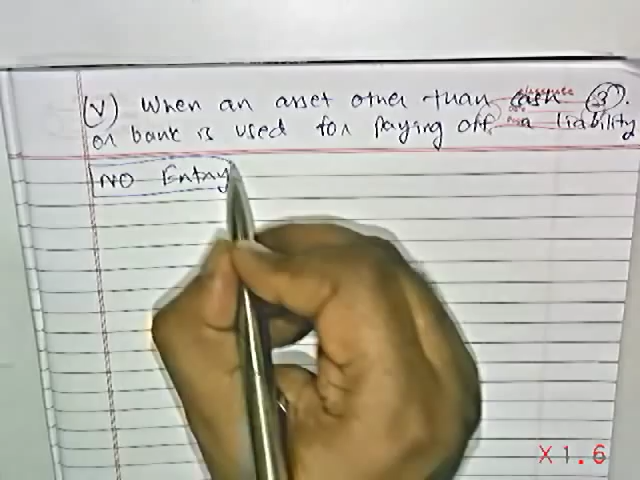 (V) When an asset other than cash (3).
or bank is used for paying off a liability
NO Entry
X1.6